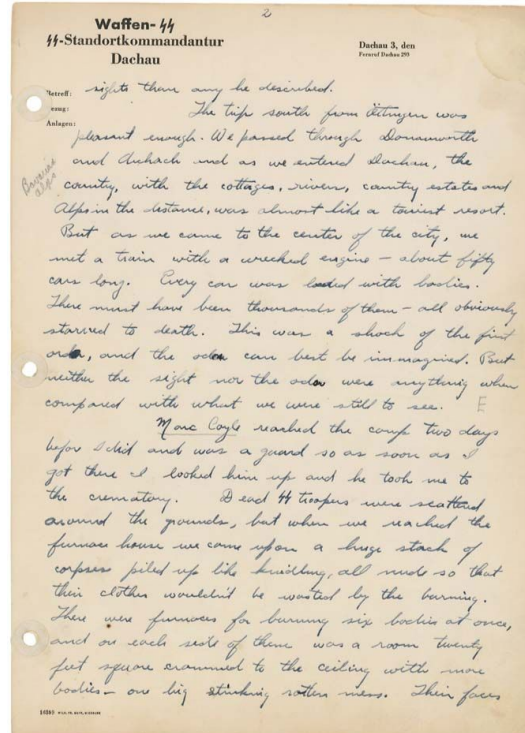 2
Waffen-SS
SS-Standortkommandantur
Dachau
Dachau 3, den
Fernruf Dachau 293
Betreff:
Bezug:
Anlagen:
sights than any he described.
The trip south from Ottingen was
pleasant enough. We passed through Donauworth
and Aichach and as we entered Dachau, the
country, with the cottages, rivers, country estates and
Alps in the distance, was almost like a tourist resort.
Bavarian
Alps
But as we came to the center of the city, we
met a train with a wrecked engine – about fifty
cars long. Every car was loaded with bodies.
There must have been thousands of them – all obviously
starved to death. This was a shock of the first
order, and the odor can best be immagined. But
neither the sight nor the odor were anything when
compared with what we were still to see. E
Marc Coyle reached the camp two days
before I did and was a guard so as soon as I
got there I looked him up and he took me to
the crematory. Dead SS troopers were scattered
around the grounds, but when we reached the
furnace house we came upon a huge stack of
corpses piled up like kindling, all nude so that
their clothes wouldn't be wasted by the burning.
There were furnaces for burning six bodies at once,
and on each side of them was a room twenty
feet square crammed to the ceiling with more
bodies – one big stinking rotten mess. Their faces